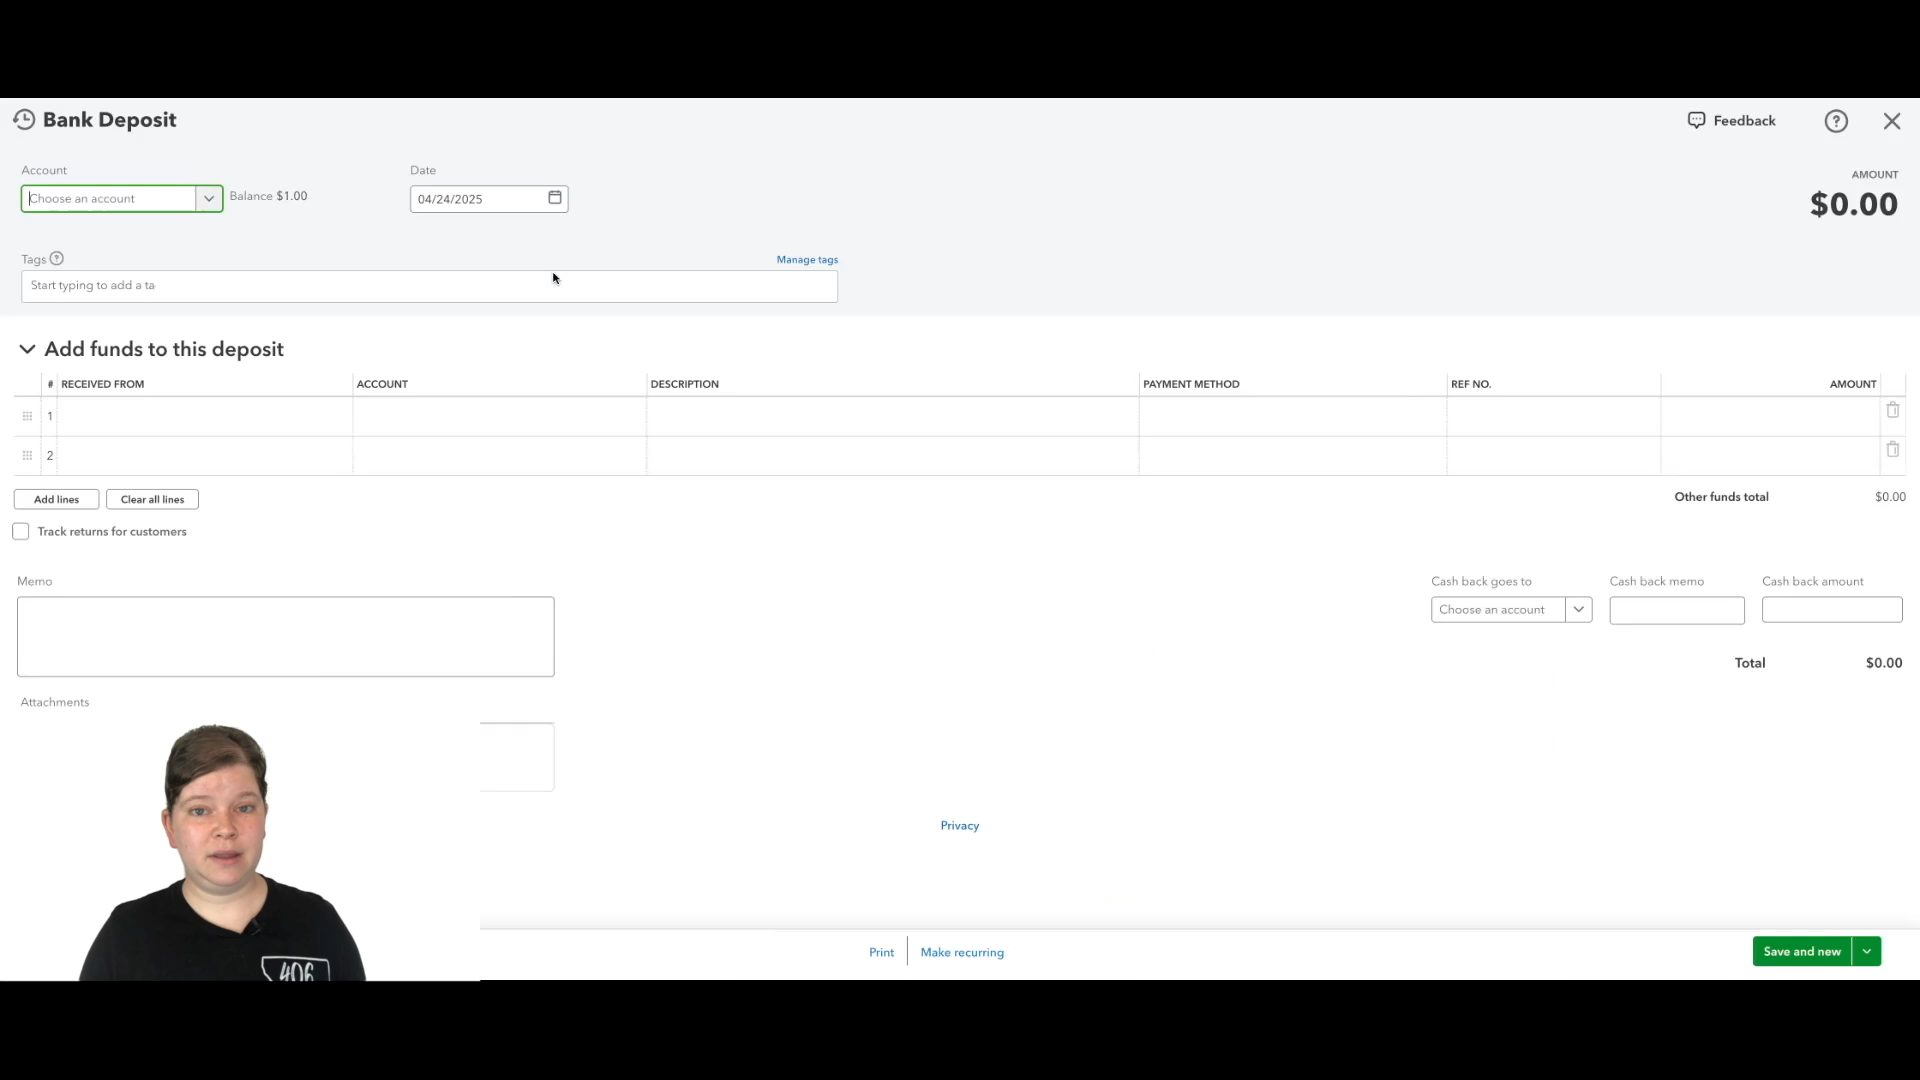 Bank Deposit
Feedback
Account
Date
AMOUNT
Choose an account
Balance $1.00
04/24/2025
$0.00
Tags
Manage tags
Start typing to add a ta
Add funds to this deposit
# RECEIVED FROM ACCOUNT DESCRIPTION PAYMENT METHOD REF NO. AMOUNT
1
2
Add lines
Clear all lines
Other funds total $0.00
Track returns for customers
Memo
Cash back goes to
Cash back memo
Cash back amount
Choose an account
Total $0.00
Attachments
Privacy
406
Print
Make recurring
Save and new